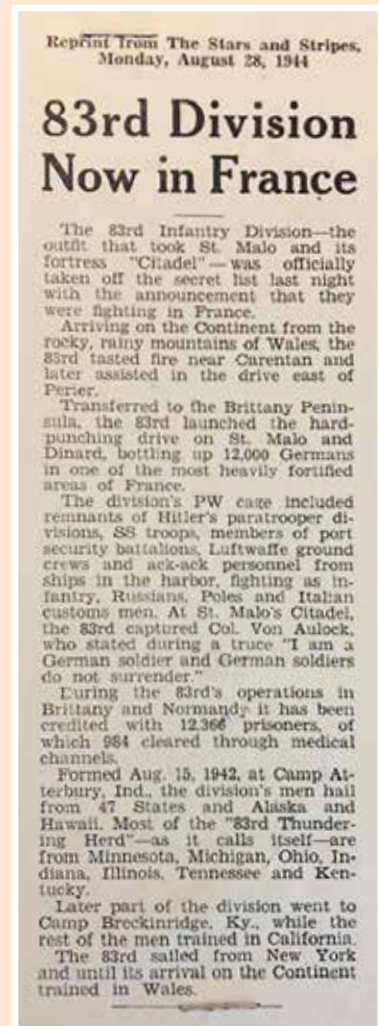 Reprint from The Stars and Stripes,
Monday, August 28, 1944
83rd Division
Now in France
The 83rd Infantry Division—the
outfit that took St. Malo and its
fortress "Citadel"—was officially
taken off the secret list last night
with the announcement that they
were fighting in France.
Arriving on the Continent from the
rocky, rainy mountains of Wales, the
83rd tasted fire near Carentan and
later assisted in the drive east of
Perier.
Transferred to the Brittany Penin-
sula, the 83rd launched the hard-
punching drive on St. Malo and
Dinard, bottling up 12,000 Germans
in one of the most heavily fortified
areas of France.
The division's PW cage included
remnants of Hitler's paratrooper di-
visions, SS troops, members of port
security battalions, Luftwaffe ground
crews and ack-ack personnel from
ships in the harbor, fighting as in-
fantry, Russians, Poles and Italian
customs men. At St. Malo's Citadel,
the 83rd captured Col. Von Aulock,
who stated during a truce "I am a
German soldier and German soldiers
do not surrender."
During the 83rd's operations in
Brittany and Normandy it has been
credited with 12,366 prisoners, of
which 984 cleared through medical
channels.
Formed Aug. 15, 1942, at Camp At-
terbury, Ind., the division's men hail
from 47 States and Alaska and
Hawaii. Most of the "83rd Thunder-
ing Herd"—as it calls itself—are
from Minnesota, Michigan, Ohio, In-
diana, Illinois, Tennessee and Ken-
tucky.
Later part of the division went to
Camp Breckinridge, Ky., while the
rest of the men trained in California.
The 83rd sailed from New York
and until its arrival on the Continent
trained in Wales.